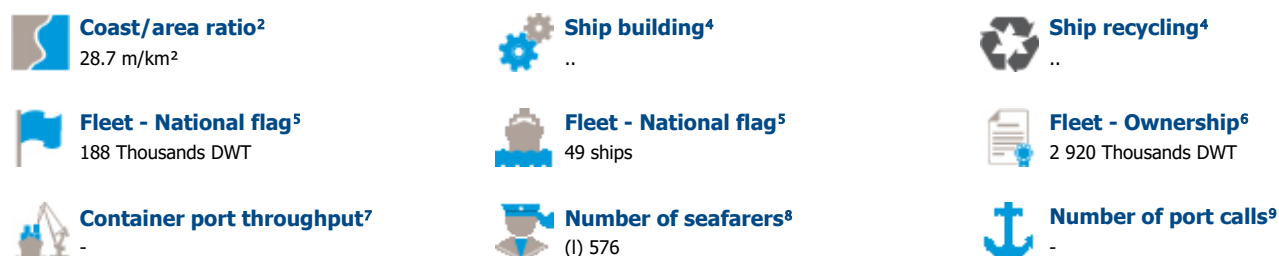 Coast/area ratio²
28.7 m/km²
Ship building⁴
..
Ship recycling⁴
..
Fleet - National flag⁵
188 Thousands DWT
Fleet - National flag⁵
49 ships
Fleet - Ownership⁶
2 920 Thousands DWT
Container port throughput⁷
-
Number of seafarers⁸
(l) 576
Number of port calls⁹
-